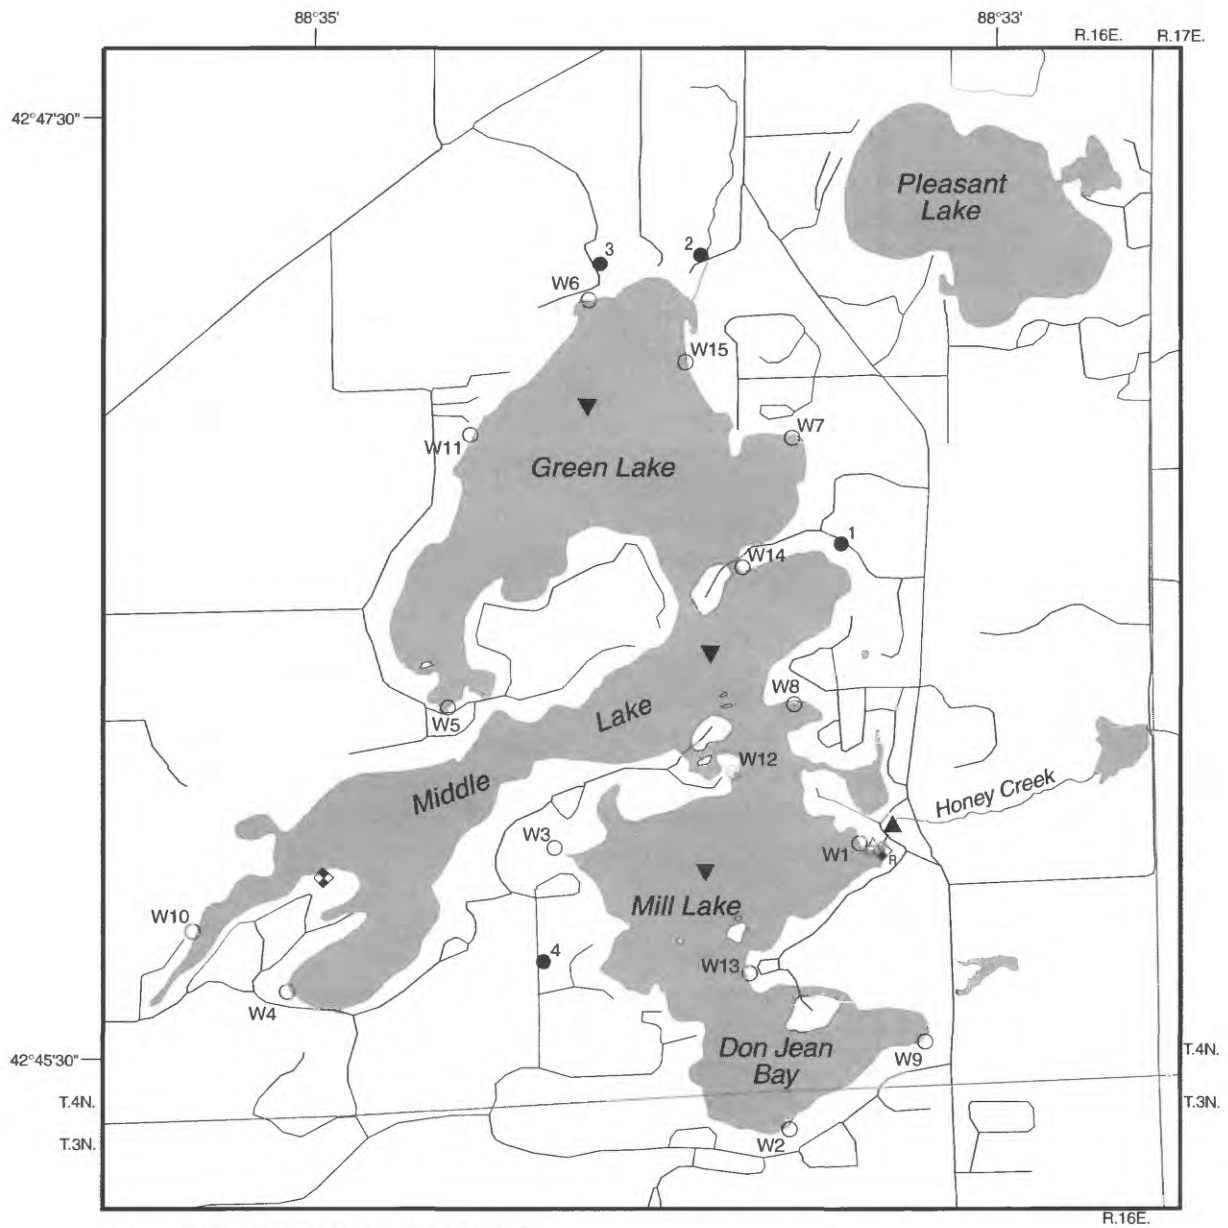 88°35'
88°33'
R.16E.
R.17E.
42°47'30"
Pleasant
Lake
3
2
W6
W15
W7
W11
Green Lake
1
W14
W8
Lake
W5
W12
Middle
Honey Creek
W3
W1
R
Mill Lake
W10
4
W13
W4
Don Jean
Bay
W9
42°45'30"
T.4N.
T.4N.
T.3N.
T.3N.
W2
R.16E.